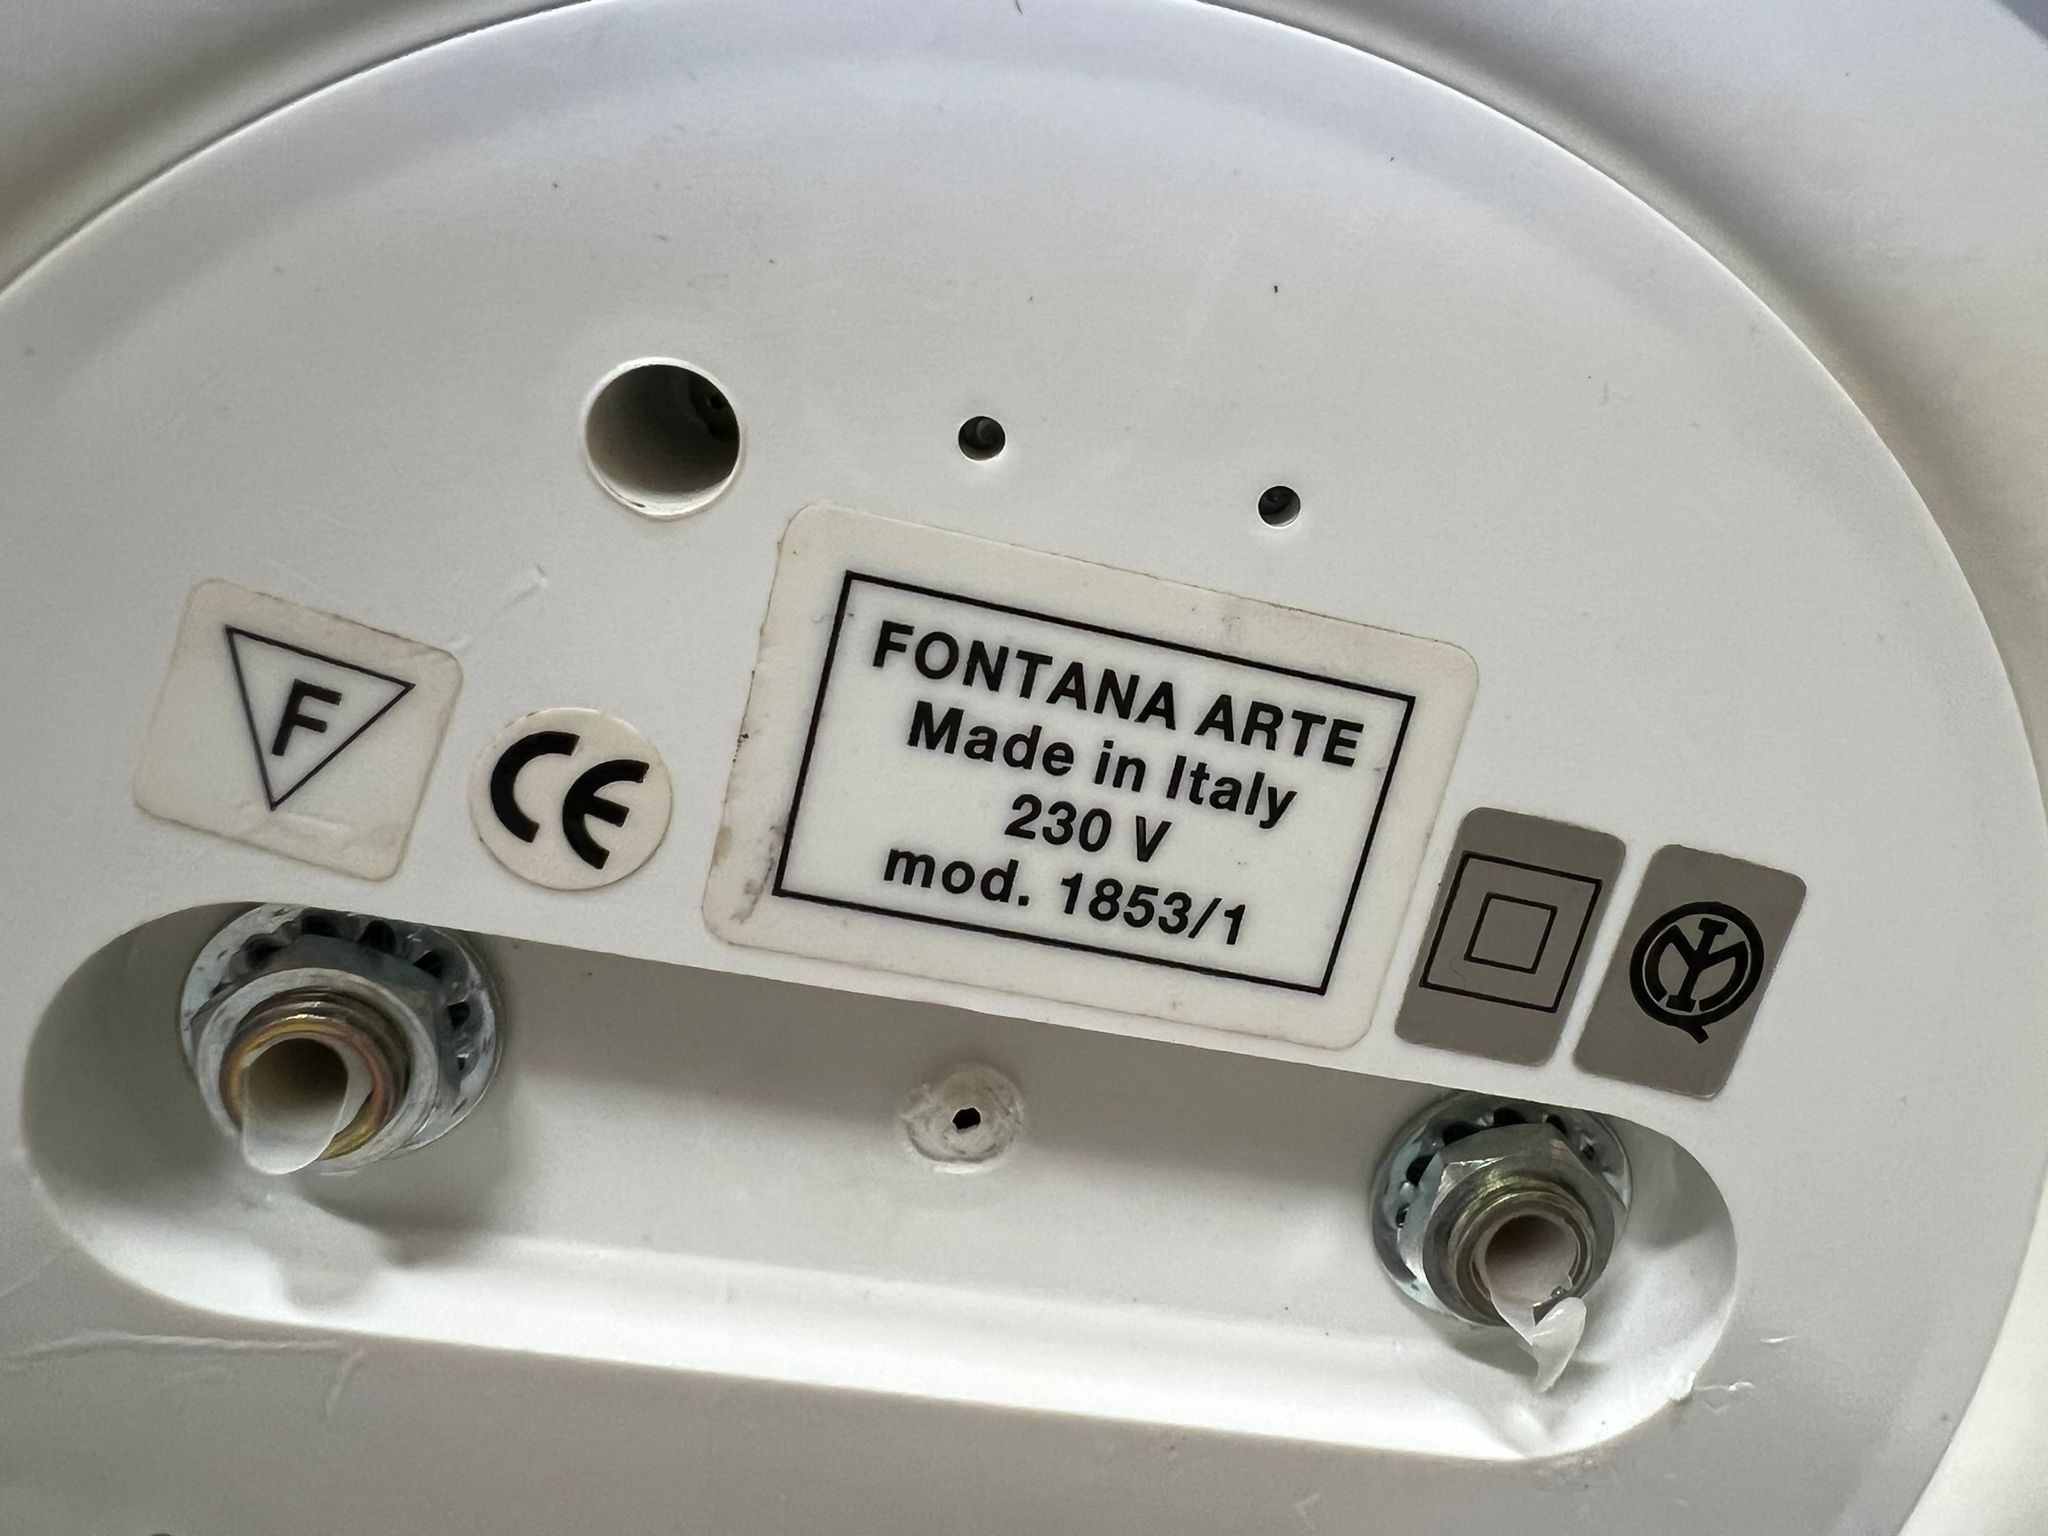 F
CE
FONTANA ARTE
Made in Italy
230 V
mod. 1853/1